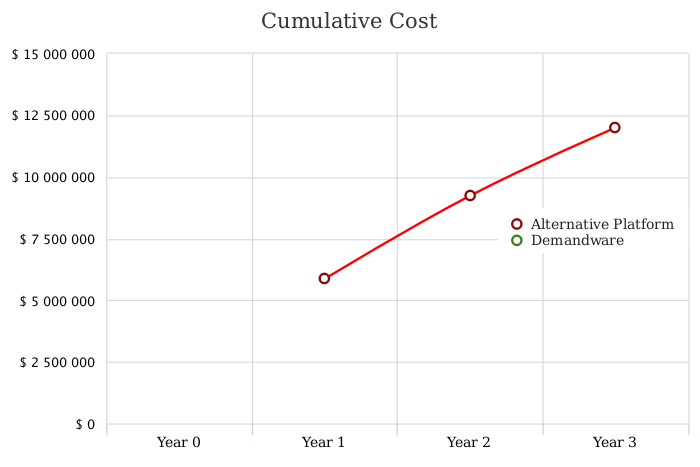 Cumulative Cost
$ 15 000 000
$ 12 500 000
$ 10 000 000
$ 7 500 000
$ 5 000 000
$ 2 500 000
$ 0
Alternative Platform
Demandware
Year 0
Year 1
Year 2
Year 3